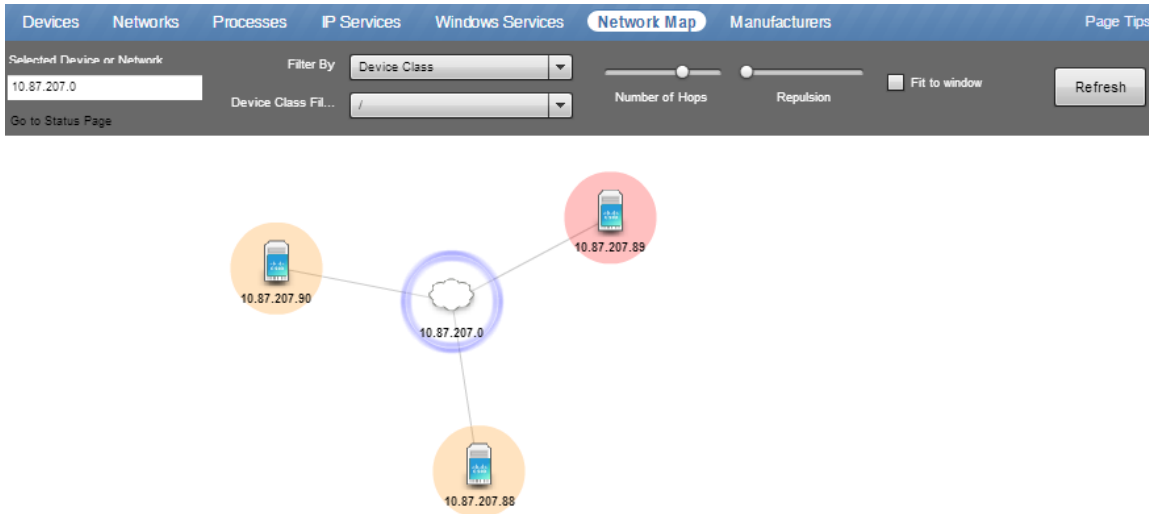 Devices Networks Processes IP Services Windows Services Network Map Manufacturers Page Tips
Selected Device or Network
10.87.207.0
Go to Status Page
Filter By Device Class
Device Class Fil... /
Number of Hops Repulsion
Fit to window
Refresh
10.87.207.89
10.87.207.90
10.87.207.0
10.87.207.88